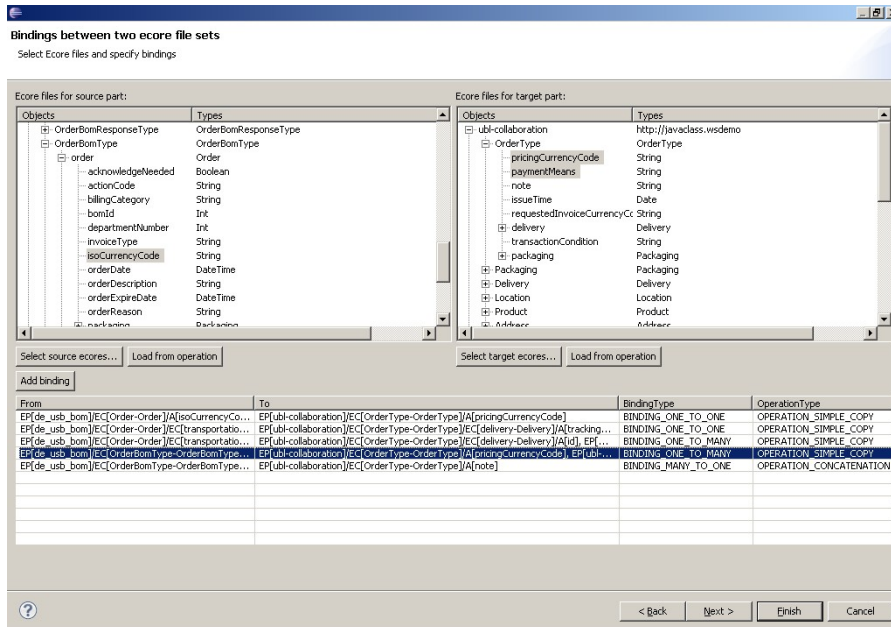 Bindings between two ecore file sets
Select Ecore files and specify bindings
Ecore files for source part:
Objects Types
OrderBomResponseType OrderBomResponseType
OrderBomType OrderBomType
order Order
acknowledgeNeeded Boolean
actionCode String
billingCategory String
bomId Int
departmentNumber Int
invoiceType String
isoCurrencyCode String
orderDate DateTime
orderDescription String
orderExpireDate DateTime
orderReason String
packaging Packaging
Select source ecores... Load from operation
Ecore files for target part:
Objects Types
ubl-collaboration http://javaclass.wsdemo
OrderType OrderType
pricingCurrencyCode String
paymentMeans String
note String
issueTime Date
requestedInvoiceCurrencyCc String
delivery Delivery
transactionCondition String
packaging Packaging
Packaging Packaging
Delivery Delivery
Location Location
Product Product
Address Address
Select target ecores... Load from operation
Add binding
From To BindingType OperationType
EP[de_usb_bom]/EC[Order-Order]/A[isoCurrencyCo... EP[ubl-collaboration]/EC[OrderType-OrderType]/A[pricingCurrencyCode] BINDING_ONE_TO_ONE OPERATION_SIMPLE_COPY
EP[de_usb_bom]/EC[Order-Order]/EC[transportatio... EP[ubl-collaboration]/EC[OrderType-OrderType]/EC[delivery-Delivery]/A[tracking... BINDING_ONE_TO_ONE OPERATION_SIMPLE_COPY
EP[de_usb_bom]/EC[Order-Order]/EC[transportatio... EP[ubl-collaboration]/EC[OrderType-OrderType]/EC[delivery-Delivery]/A[id], EP[... BINDING_ONE_TO_MANY OPERATION_SIMPLE_COPY
EP[de_usb_bom]/EC[OrderBomType-OrderBomType... EP[ubl-collaboration]/EC[OrderType-OrderType]/A[pricingCurrencyCode], EP[ubl-... BINDING_ONE_TO_MANY OPERATION_SIMPLE_COPY
EP[de_usb_bom]/EC[OrderBomType-OrderBomType... EP[ubl-collaboration]/EC[OrderType-OrderType]/A[note] BINDING_MANY_TO_ONE OPERATION_CONCATENATION
? < Back Next > Finish Cancel